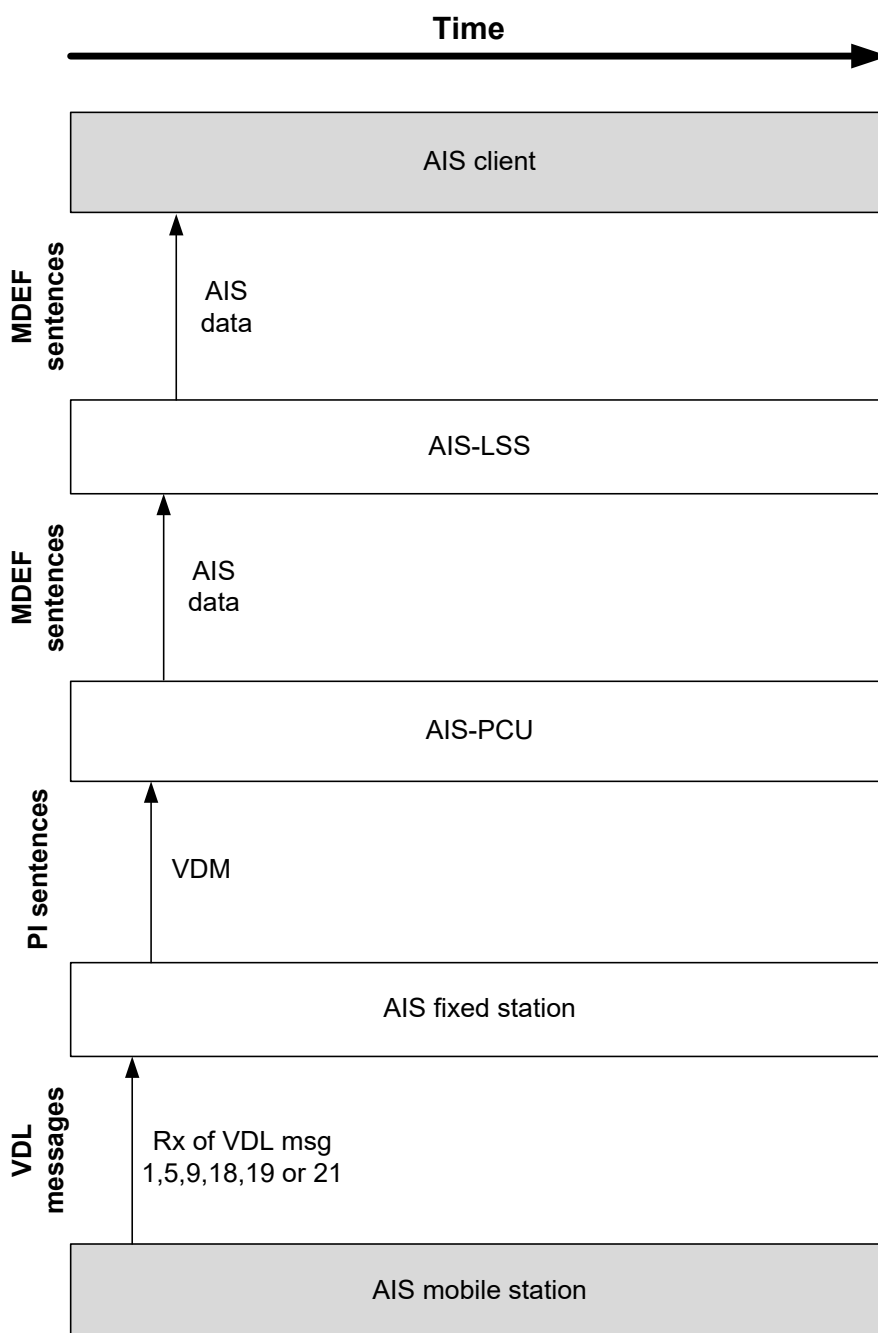 Time
AIS client
MDEF
sentences
AIS
data
AIS-LSS
MDEF
sentences
AIS
data
AIS-PCU
PI sentences
VDM
AIS fixed station
VDL
messages
Rx of VDL msg
1,5,9,18,19 or 21
AIS mobile station